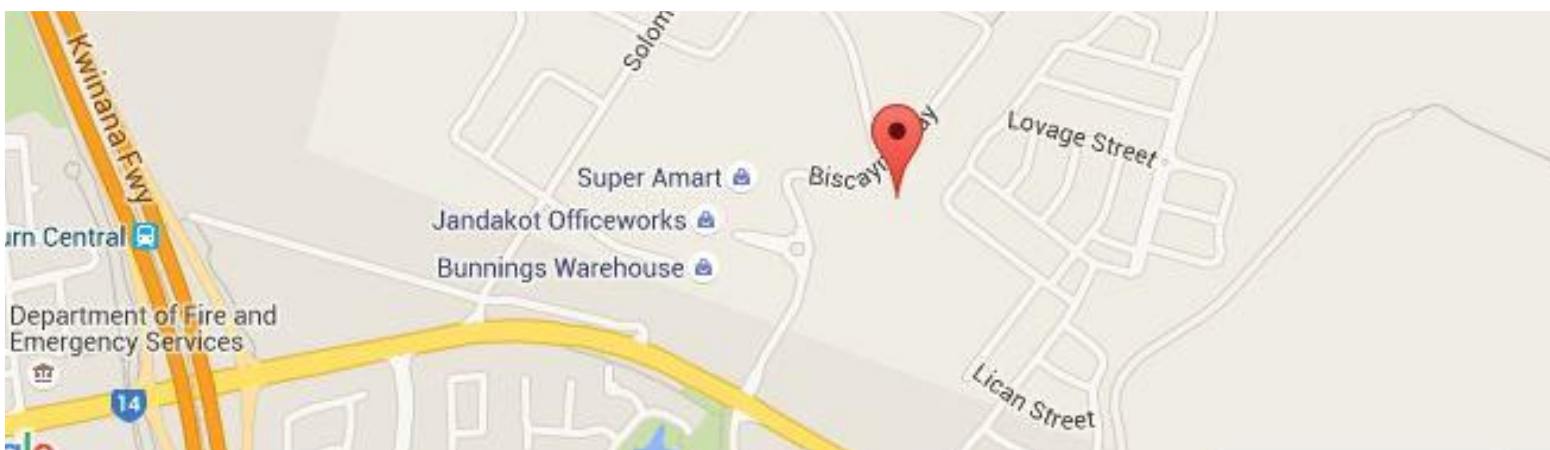 Kwinana Fwy
Solom
Lovage Street
Super Amart
Biscay
ay
Jandakot Officeworks
urn Central
Bunnings Warehouse
Department of Fire and
Emergency Services
14
Lican Street